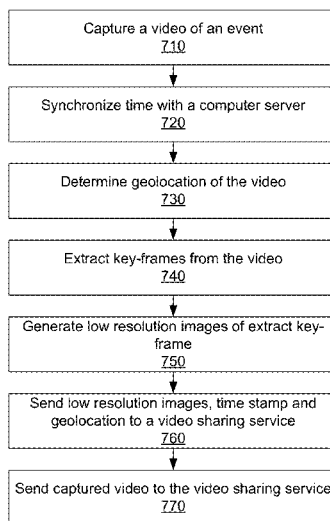 Capture a video of an event
710
Synchronize time with a computer server
720
Determine geolocation of the video
730
Extract key-frames from the video
740
Generate low resolution images of extract key-
frame
750
Send low resolution images, time stamp and
geolocation to a video sharing service
760
Send captured video to the video sharing service
770